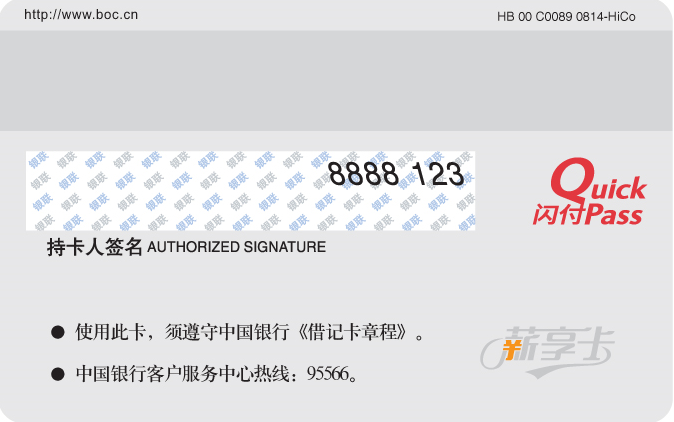 http://www.boc.cn
HB 00 C0089 0814-HiCo
8888 123
Quick
闪付Pass
持卡人签名 AUTHORIZED SIGNATURE
● 使用此卡，须遵守中国银行《借记卡章程》。
薪享卡
● 中国银行客户服务中心热线：95566。